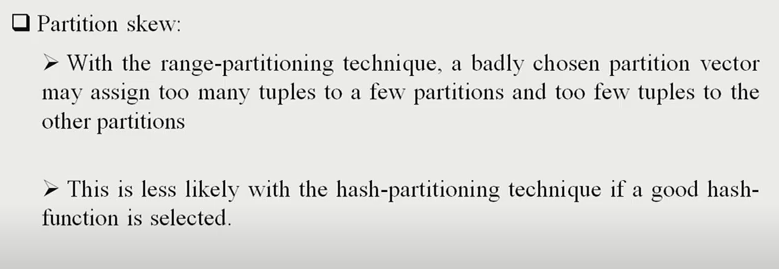 ❑ Partition skew:
➢ With the range-partitioning technique, a badly chosen partition vector
may assign too many tuples to a few partitions and too few tuples to the
other partitions
➢ This is less likely with the hash-partitioning technique if a good hash-
function is selected.